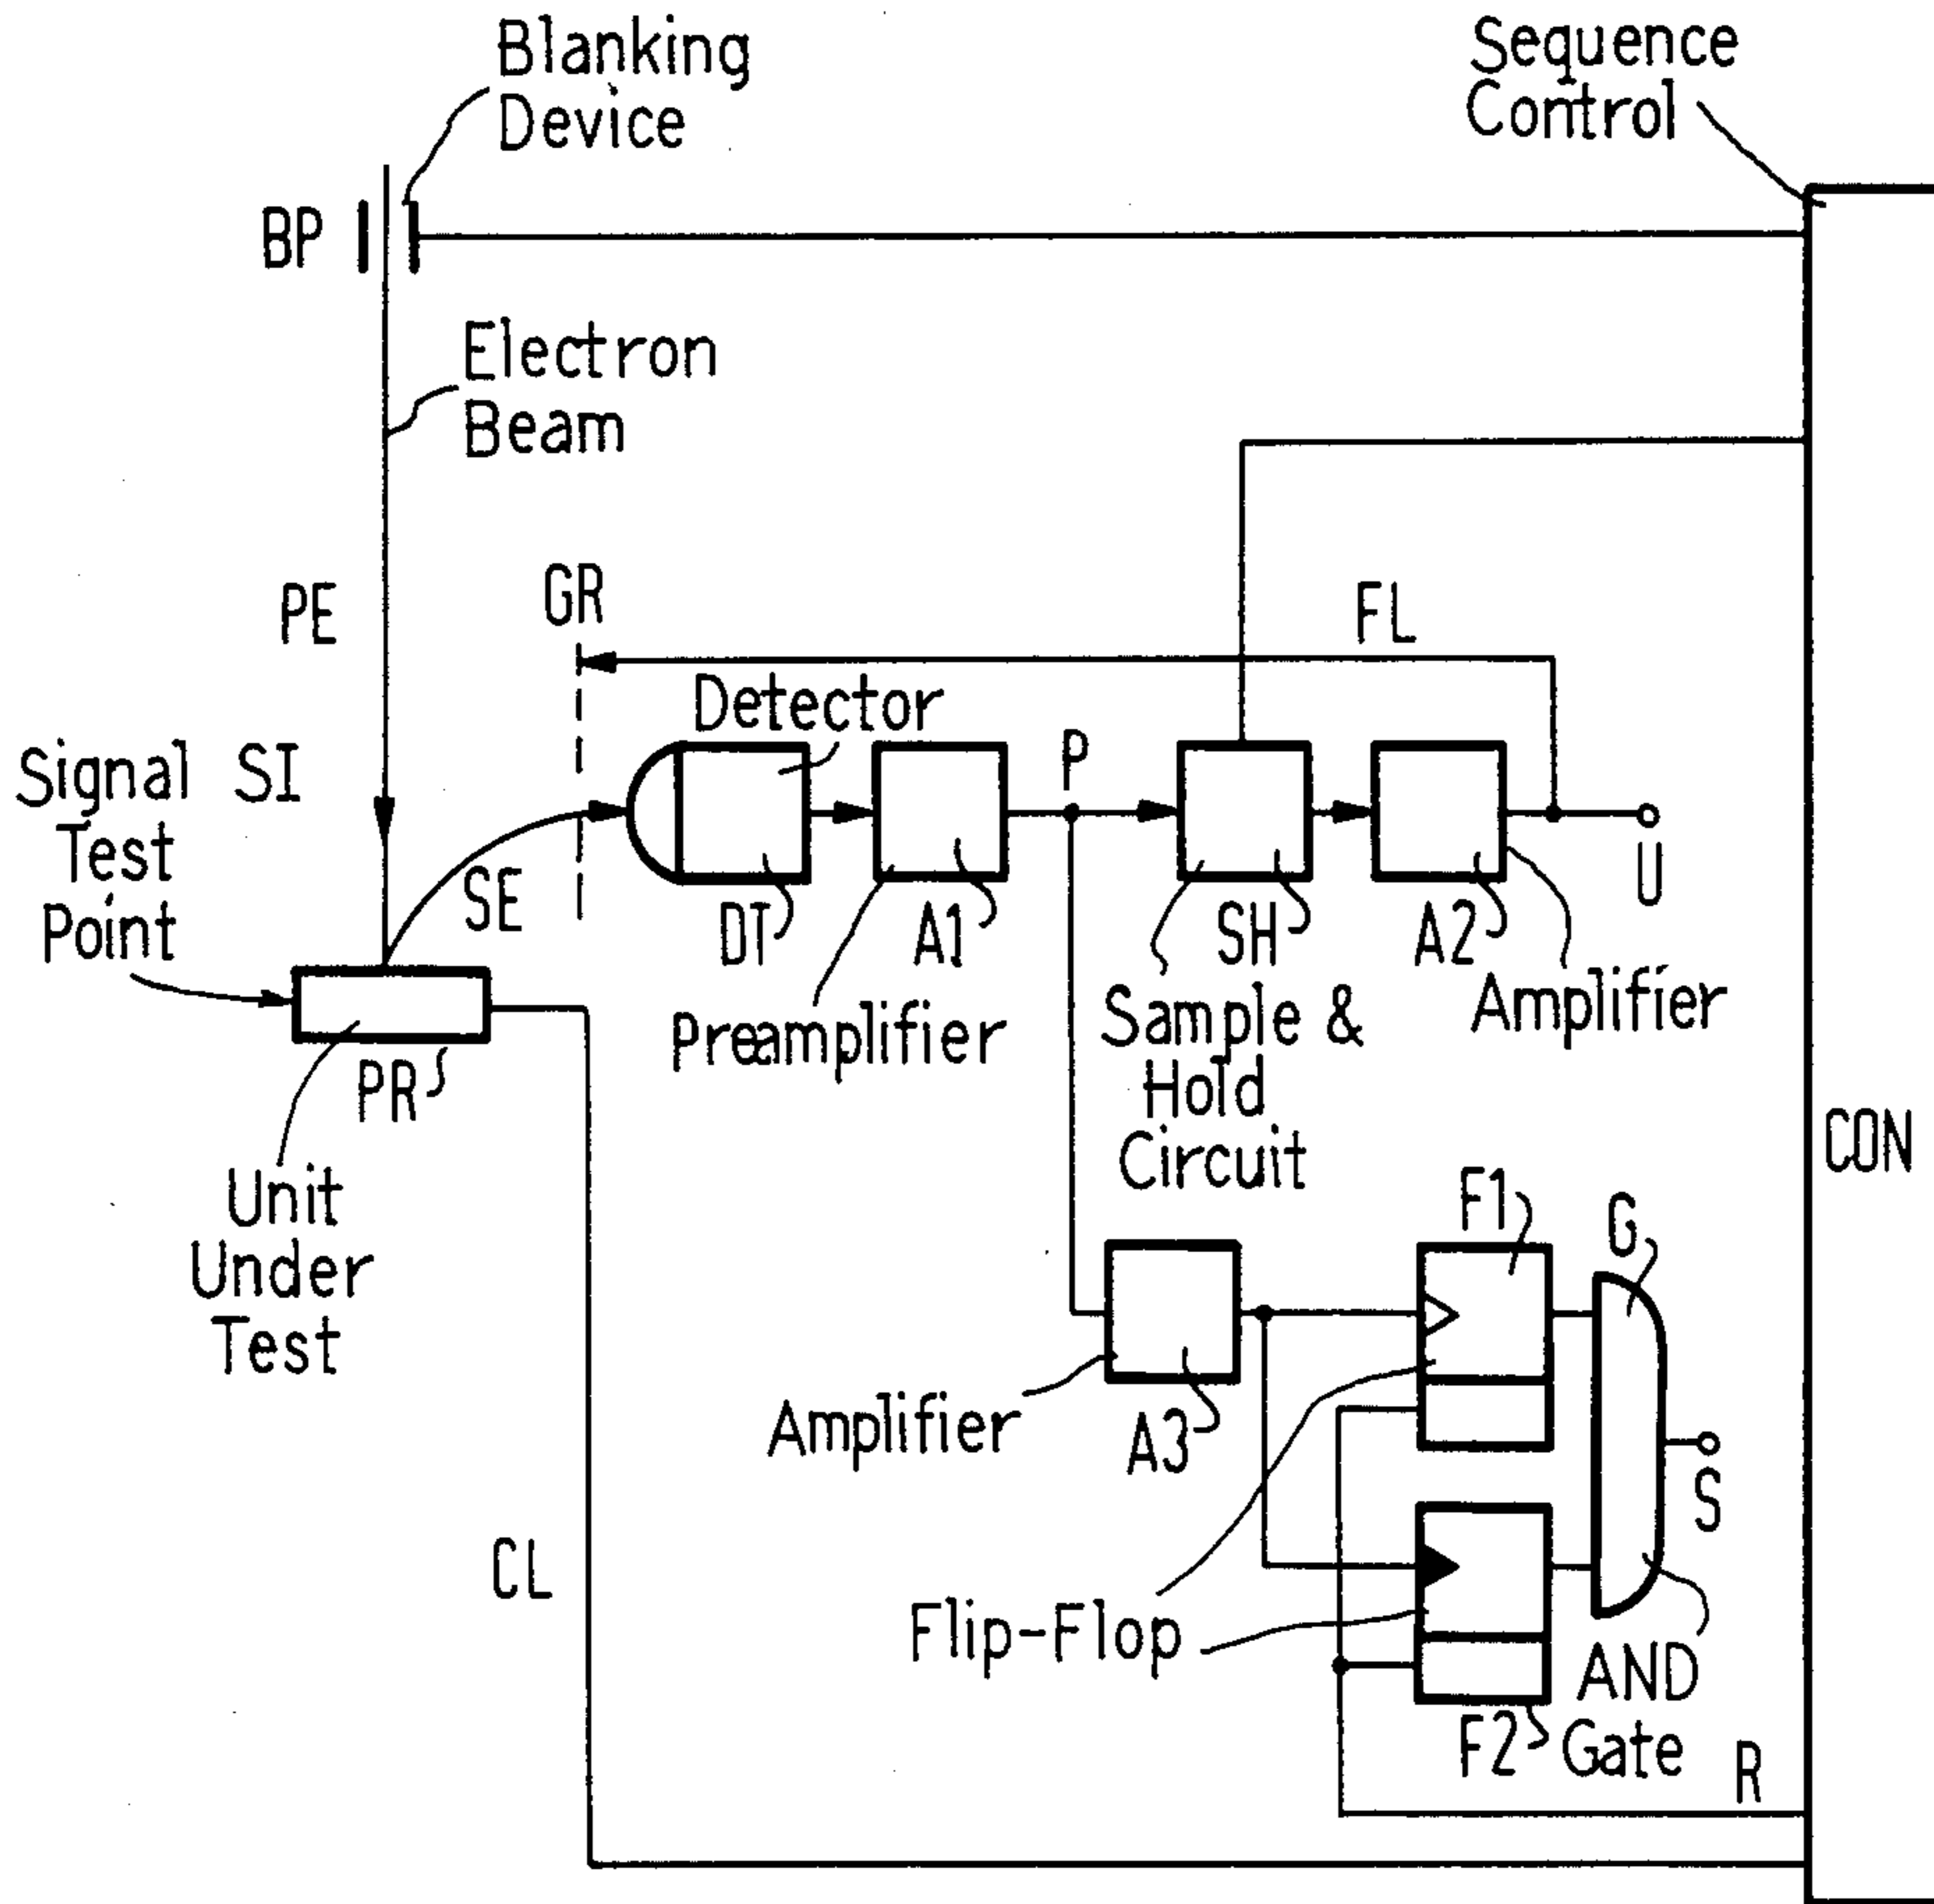 Blanking
Device
Sequence
Control
BP
Electron
Beam
PE
GR
FL
Detector
Signal
Test
Point
SI
P
SE
DT
A1
SH
A2
U
Preamplifier
Sample &
Hold
Circuit
Amplifier
PR
Unit
Under
Test
CON
F1
G
Amplifier
A3
S
CL
Flip-Flop
F2
AND
Gate
R